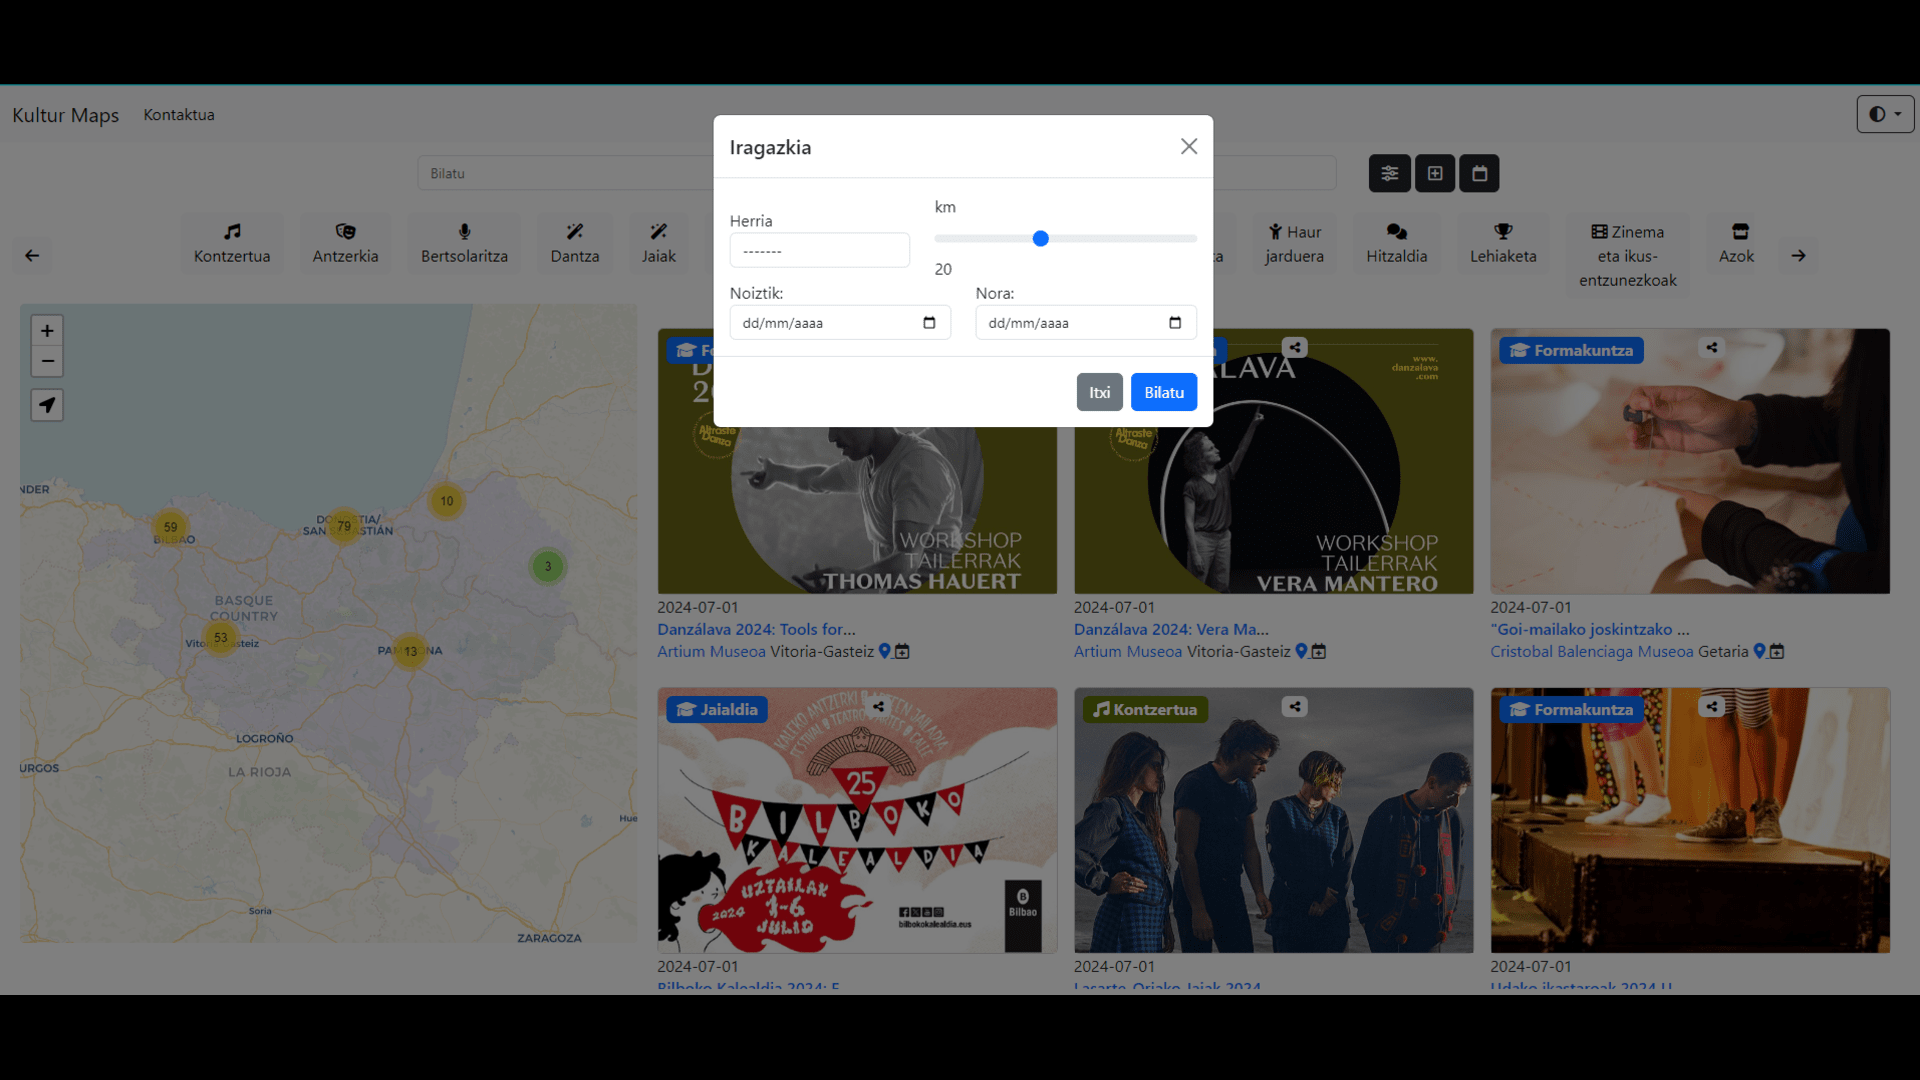 Kultur Maps
Kontaktua
Iragazkia
Bilatu
Herria
-------
km
20
Noiztik:
dd/mm/aaaa
Nora:
dd/mm/aaaa
Itxi
Bilatu
Kontzertua
Antzerkia
Bertsolaritza
Dantza
Jaiak
ta
Haur
jarduera
Hitzaldia
Lehiaketa
Zinema
eta ikus-
entzunezkoak
Azok
+
−
NDER
59
BILBAO
79
SAN SEBASTIÁN
10
3
BASQUE
COUNTRY
53
13
LOGROÑO
LA RIOJA
URGOS
Hue
Soria
ZARAGOZA
WORKSHOP
TAILERRAK
THOMAS HAUERT
2024-07-01
Danzálava 2024: Tools for...
Artium Museoa Vitoria-Gasteiz
LAVA
www.
danzalava
.com
Altraste
Danza
WORKSHOP
TAILERRAK
VERA MANTERO
2024-07-01
Danzálava 2024: Vera Ma...
Artium Museoa Vitoria-Gasteiz
Formakuntza
2024-07-01
"Goi-mailako joskintzako ...
Cristobal Balenciaga Museoa Getaria
Jaialdia
25
BILBOKO
KALEALDIA
UZTAILAK
2024 1-6
JULIO
bilbokokalealdia.eus
Bilbao
2024-07-01
Bilboko Kalealdia 2024: E
Kontzertua
2024-07-01
Lasarte-Oriako Jaiak 2024
Formakuntza
2024-07-01
Udako ikastaroak 2024 U